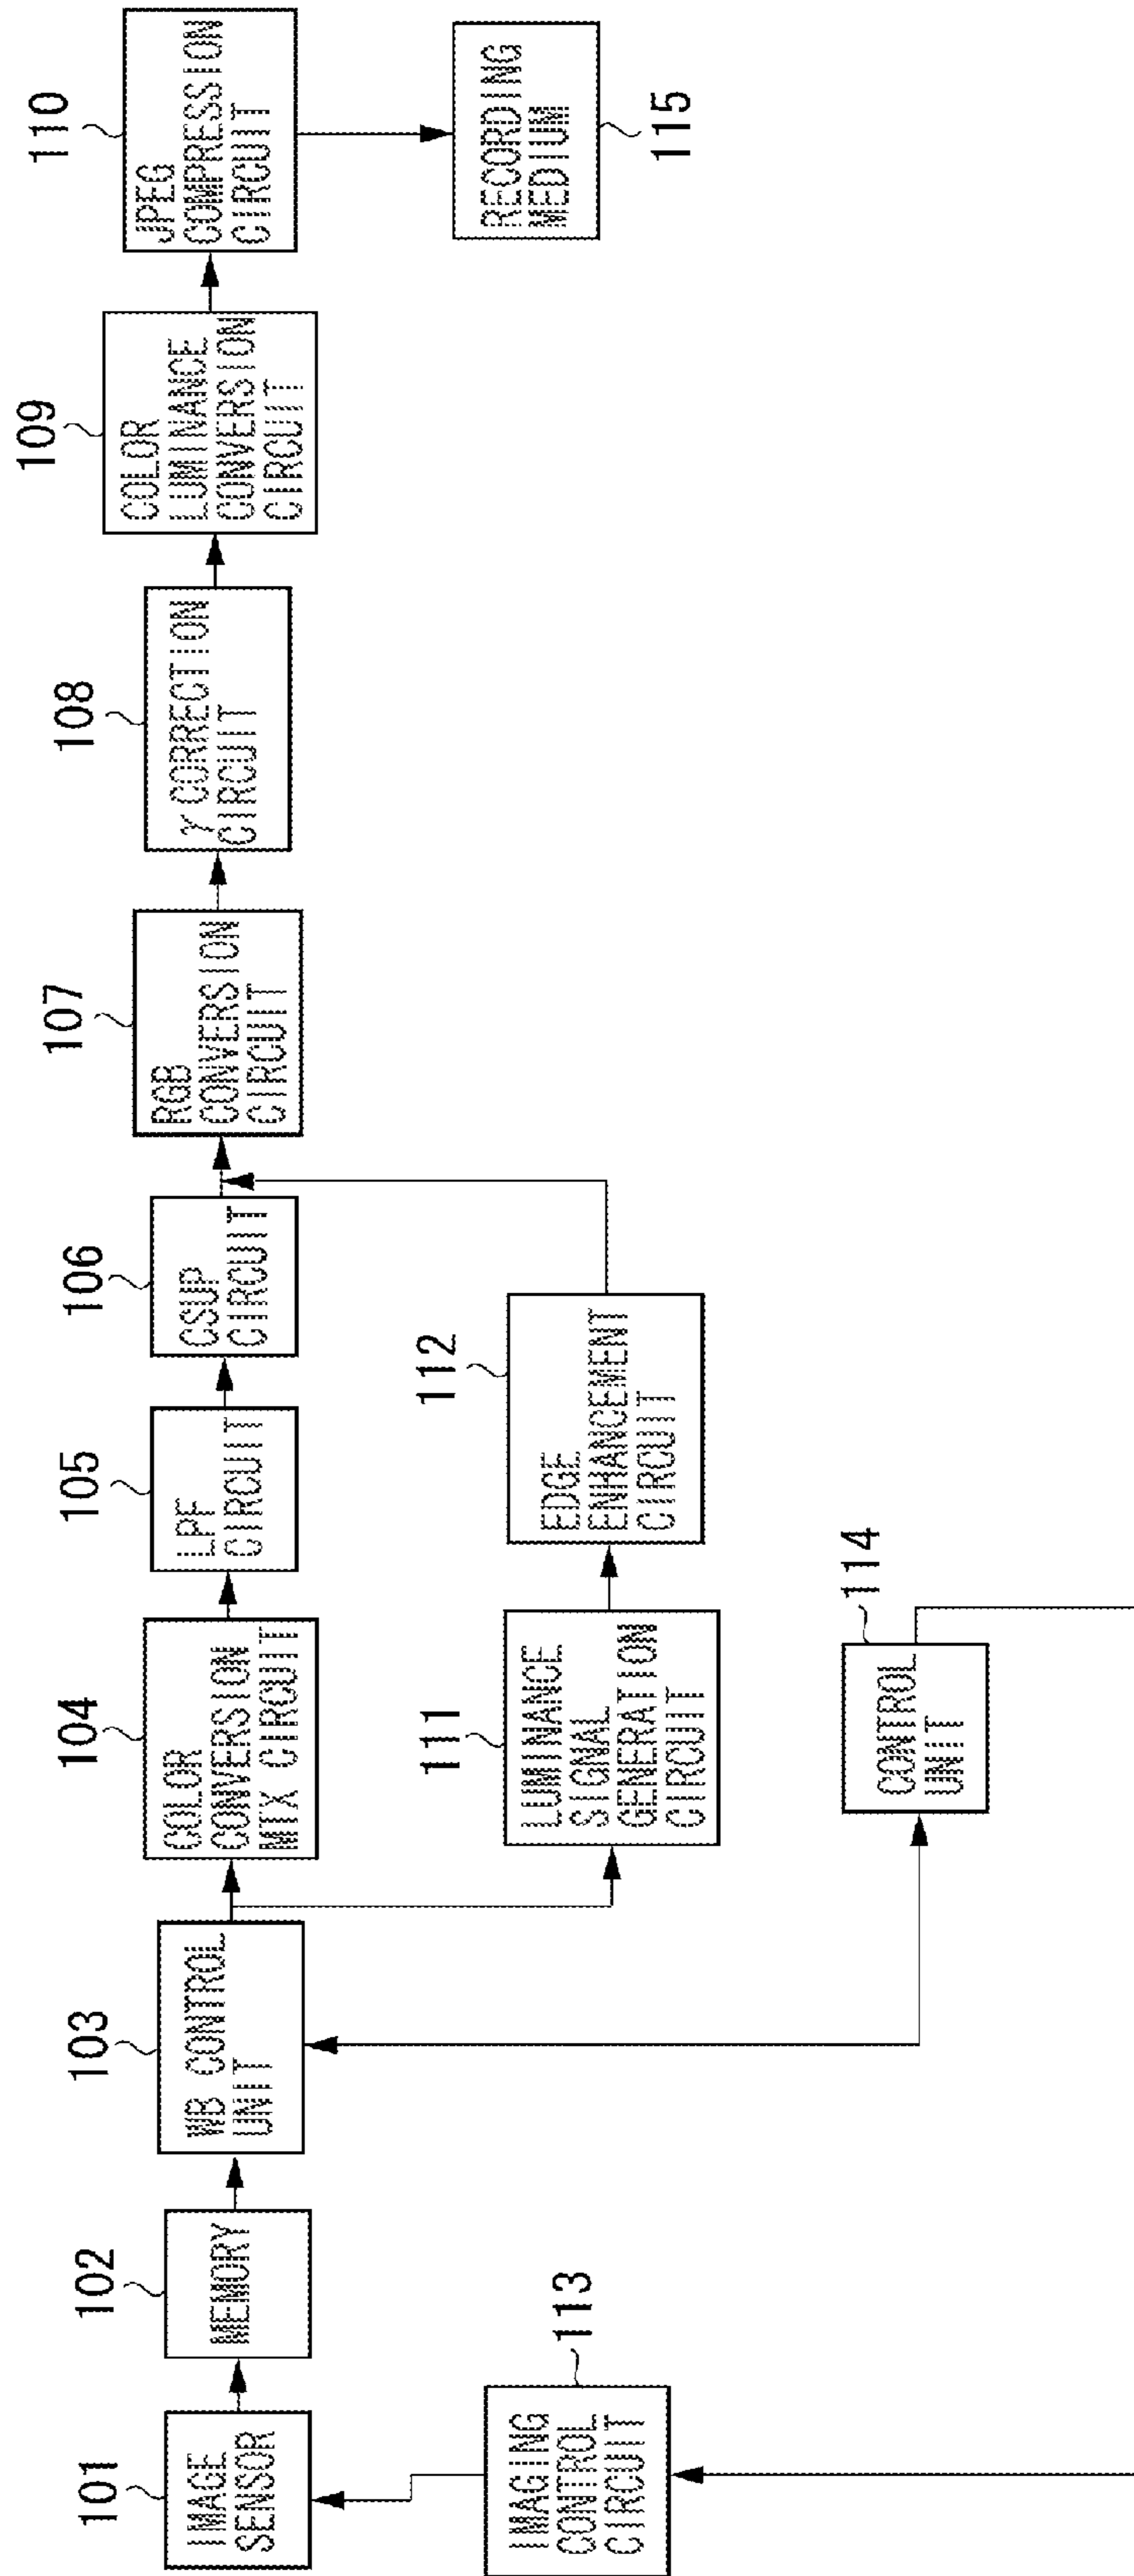 101
IMAGE
SENSOR
102
MEMORY
103
WB CONTROL
UNIT
104
COLOR
CONVERSION
MTX CIRCUIT
105
LPF
CIRCUIT
106
CSUP
CIRCUIT
107
RGB
CONVERSION
CIRCUIT
108
γ CORRECTION
CIRCUIT
109
COLOR
LUMINANCE
CONVERSION
CIRCUIT
110
JPEG
COMPRESSION
CIRCUIT
111
LUMINANCE
SIGNAL
GENERATION
CIRCUIT
112
EDGE
ENHANCEMENT
CIRCUIT
RECORDING
MEDIUM
115
113
IMAGING
CONTROL
CIRCUIT
114
CONTROL
UNIT